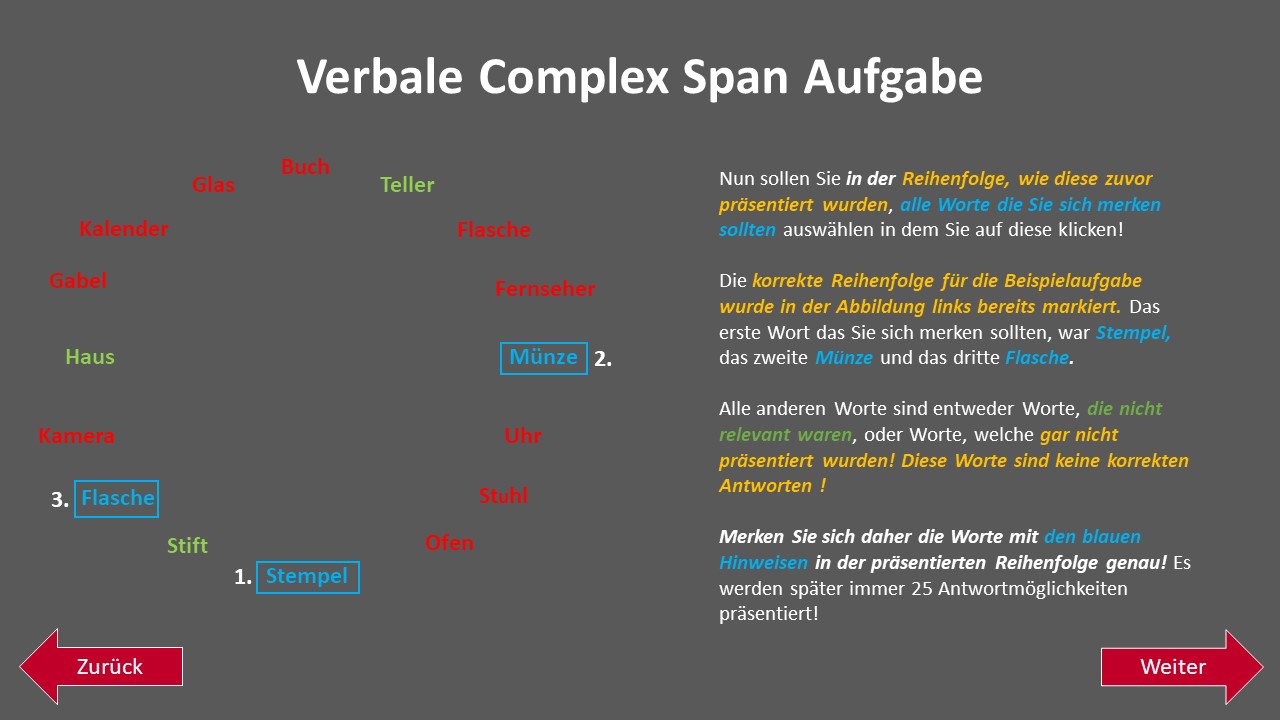 Verbale Complex Span Aufgabe
Buch
Glas
Teller
Kalender
Flasche
Gabel
Fernseher
Haus
Münze 2.
Kamera
Uhr
3. Flasche
Stuhl
Stift
Ofen
1. Stempel
Nun sollen Sie in der Reihenfolge, wie diese zuvor
präsentiert wurden, alle Worte die Sie sich merken
sollten auswählen in dem Sie auf diese klicken!
Die korrekte Reihenfolge für die Beispielaufgabe
wurde in der Abbildung links bereits markiert. Das
erste Wort das Sie sich merken sollten, war Stempel,
das zweite Münze und das dritte Flasche.
Alle anderen Worte sind entweder Worte, die nicht
relevant waren, oder Worte, welche gar nicht
präsentiert wurden! Diese Worte sind keine korrekten
Antworten !
Merken Sie sich daher die Worte mit den blauen
Hinweisen in der präsentierten Reihenfolge genau! Es
werden später immer 25 Antwortmöglichkeiten
präsentiert!
Zurück
Weiter